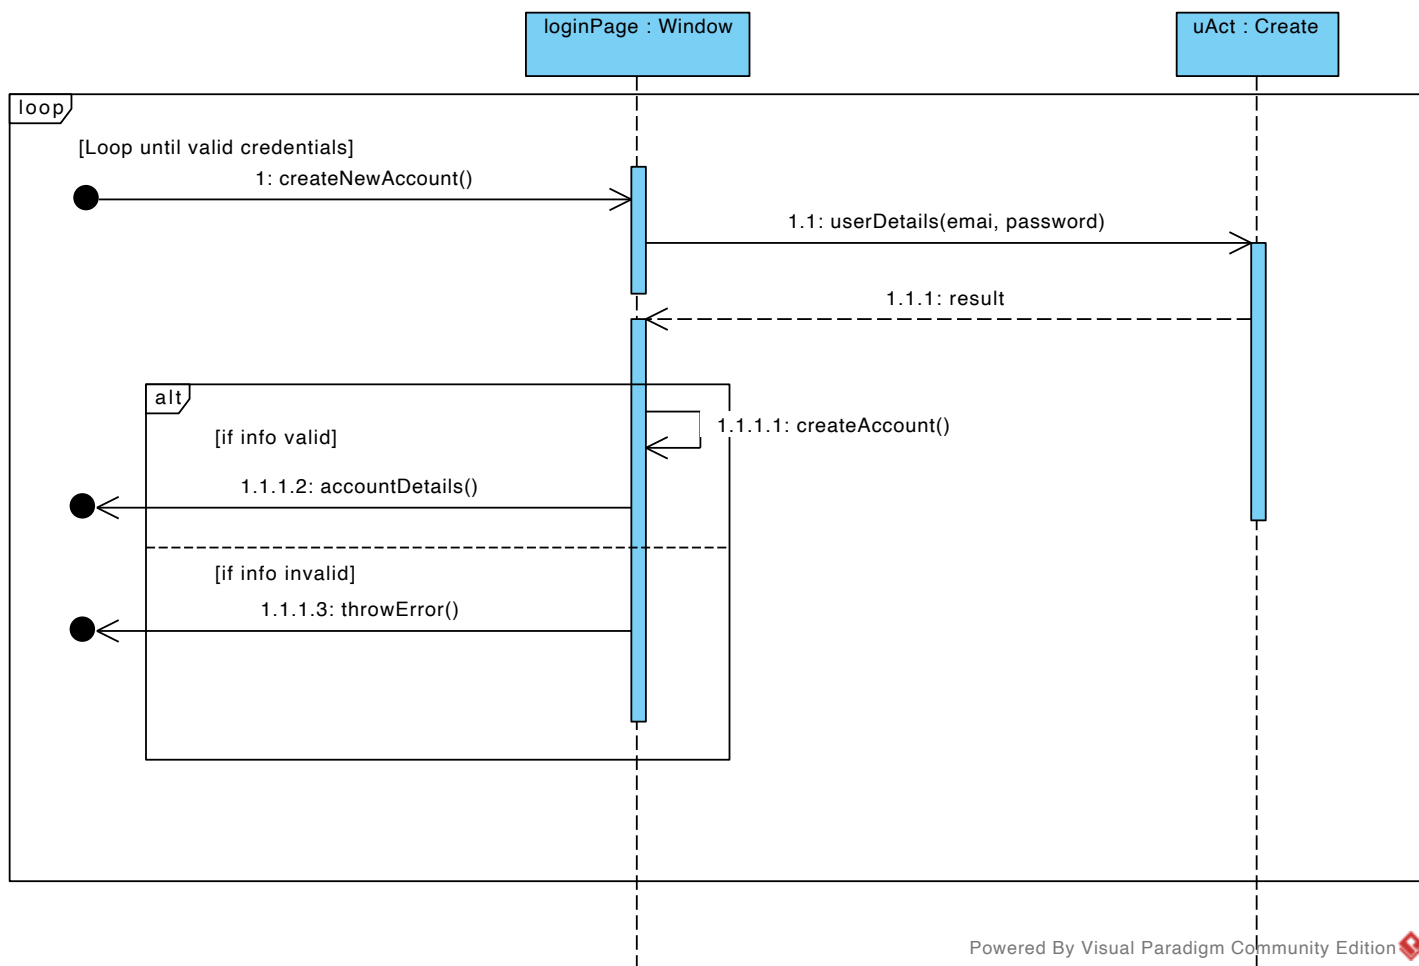 loginPage : Window
uAct : Create
loop
[Loop until valid credentials]
1: createNewAccount()
1.1: userDetails(emai, password)
1.1.1: result
alt
1.1.1.1: createAccount()
[if info valid]
1.1.1.2: accountDetails()
[if info invalid]
1.1.1.3: throwError()
Powered By Visual Paradigm Community Edition